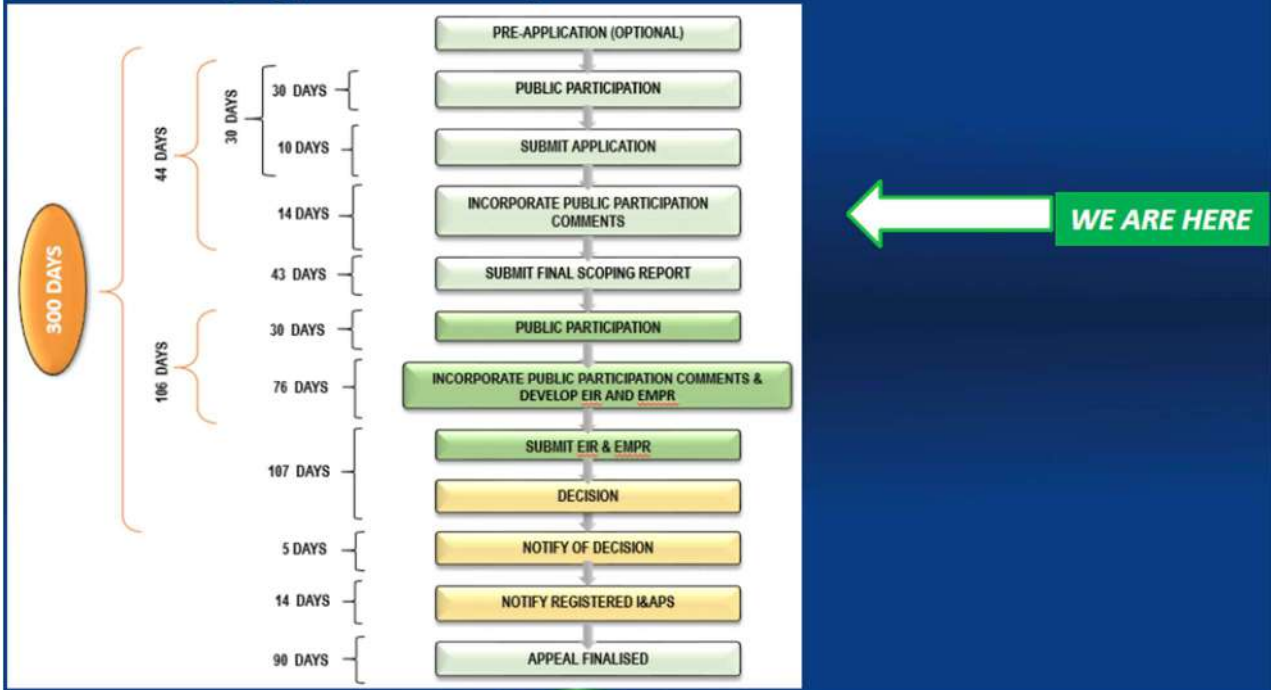 PRE-APPLICATION (OPTIONAL)
30 DAYS
PUBLIC PARTICIPATION
30 DAYS
10 DAYS
SUBMIT APPLICATION
44 DAYS
14 DAYS
INCORPORATE PUBLIC PARTICIPATION
COMMENTS
WE ARE HERE
300 DAYS
43 DAYS
SUBMIT FINAL SCOPING REPORT
30 DAYS
PUBLIC PARTICIPATION
106 DAYS
76 DAYS
INCORPORATE PUBLIC PARTICIPATION COMMENTS &
DEVELOP EIR AND EMPR
SUBMIT EIR & EMPR
107 DAYS
DECISION
5 DAYS
NOTIFY OF DECISION
14 DAYS
NOTIFY REGISTERED I&APS
90 DAYS
APPEAL FINALISED